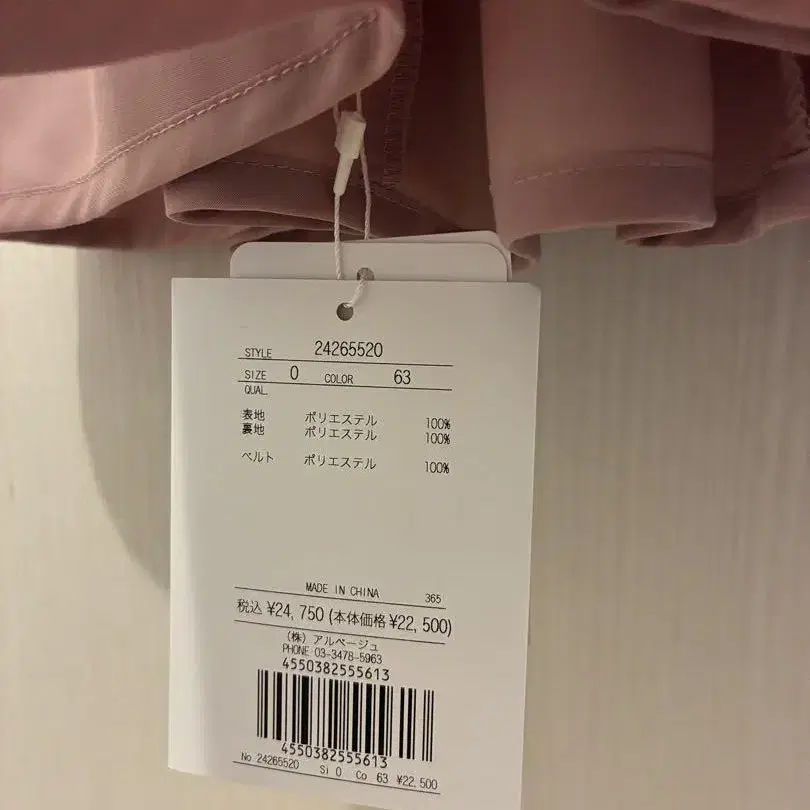 STYLE 24265520
SIZE 0 COLOR 63
QUAL.
表地 ポリエステル 100%
裏地 ポリエステル 100%
ベルト ポリエステル 100%
MADE IN CHINA 365
税込 ¥24,750 (本体価格 ¥22,500)
(株) アルページュ
PHONE 03-3478-5963
4550382555613
4550382555613
No 24265520 Si 0 Co 63 ¥22,500